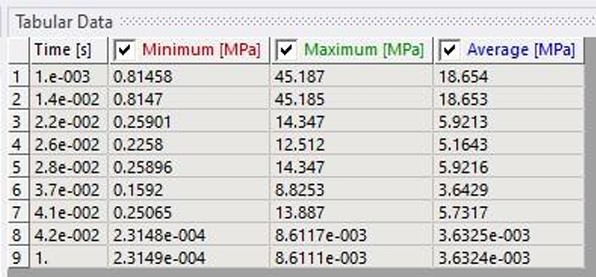 Tabular Data
Time [s] Minimum [MPa] Maximum [MPa] Average [MPa]
1 1.e-003 0.81458 45.187 18.654
2 1.4e-002 0.8147 45.185 18.653
3 2.2e-002 0.25901 14.347 5.9213
4 2.6e-002 0.2258 12.512 5.1643
5 2.8e-002 0.25896 14.347 5.9216
6 3.7e-002 0.1592 8.8253 3.6429
7 4.1e-002 0.25065 13.887 5.7317
8 4.2e-002 2.3148e-004 8.6117e-003 3.6325e-003
9 1. 2.3149e-004 8.6111e-003 3.6324e-003